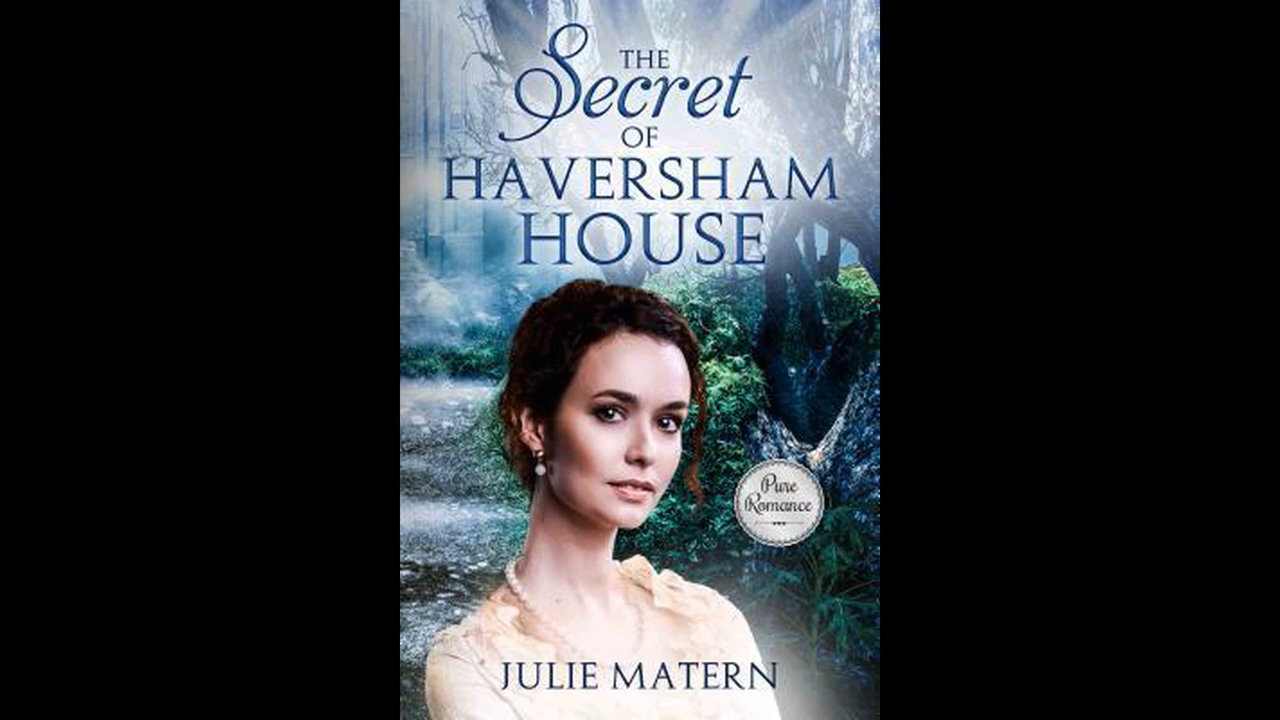 THE
Secret
OF
HAVERSHAM
HOUSE
Pure
Romance
JULIE MATERN